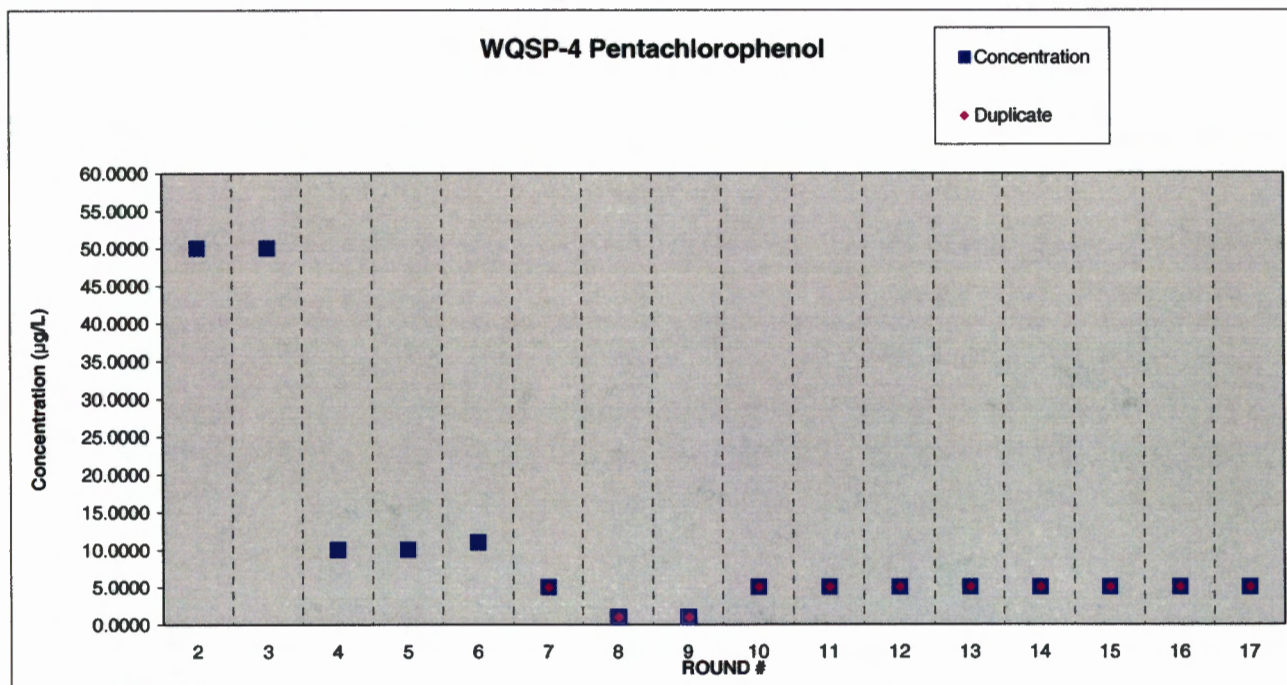 WQSP-4 Pentachlorophenol
Concentration
Duplicate
60.0000
55.0000
50.0000
45.0000
40.0000
35.0000
30.0000
25.0000
20.0000
15.0000
10.0000
5.0000
0.0000
Concentration (µg/L)
2 3 4 5 6 7 8 9 10 11 12 13 14 15 16 17
ROUND #